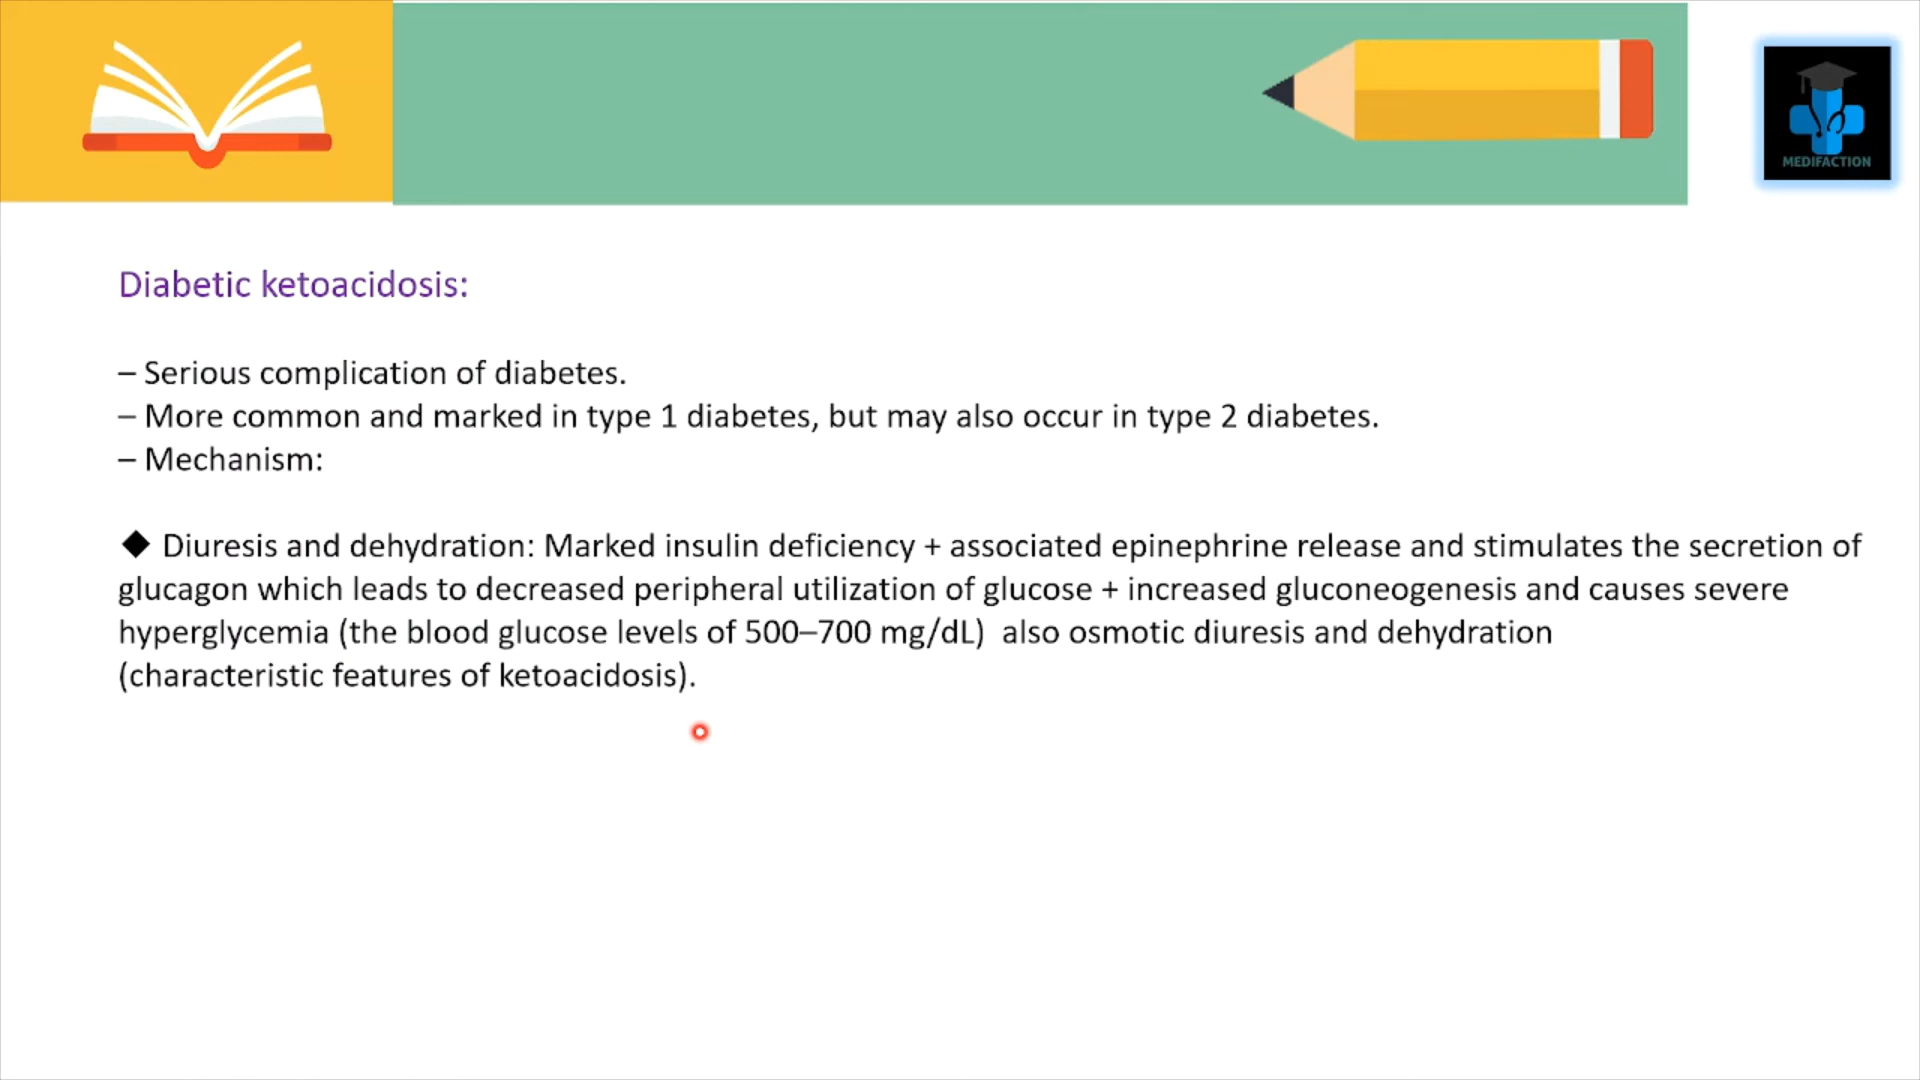 MEDIFACTION
Diabetic ketoacidosis:
– Serious complication of diabetes.
– More common and marked in type 1 diabetes, but may also occur in type 2 diabetes.
– Mechanism:
◆ Diuresis and dehydration: Marked insulin deficiency + associated epinephrine release and stimulates the secretion of
glucagon which leads to decreased peripheral utilization of glucose + increased gluconeogenesis and causes severe
hyperglycemia (the blood glucose levels of 500–700 mg/dL)  also osmotic diuresis and dehydration
(characteristic features of ketoacidosis).